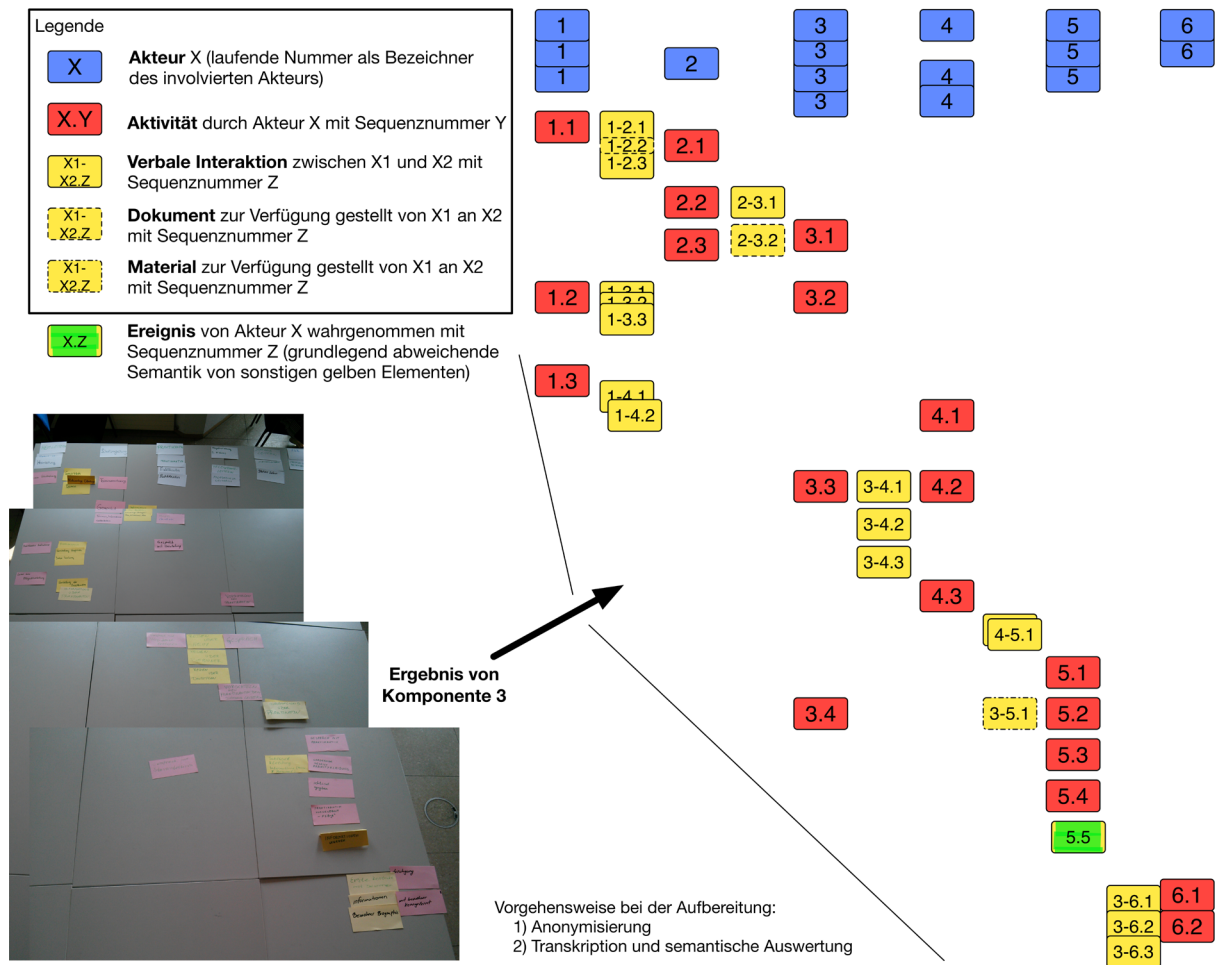 Legende
X
Akteur X (laufende Nummer als Bezeichner
des involvierten Akteurs)
X.Y
Aktivität durch Akteur X mit Sequenznummer Y
X1-
X2.Z
Verbale Interaktion zwischen X1 und X2 mit
Sequenznummer Z
X1-
X2.Z
Dokument zur Verfügung gestellt von X1 an X2
mit Sequenznummer Z
X1-
X2.Z
Material zur Verfügung gestellt von X1 an X2
mit Sequenznummer Z
X.Z
Ereignis von Akteur X wahrgenommen mit
Sequenznummer Z (grundlegend abweichende
Semantik von sonstigen gelben Elementen)
Ergebnis von
Komponente 3
1 3 4 5 6
1 3 5 6
2
1 3 4 5
3 4
1.1 1-2.1
1-2.2 2.1
1-2.3
2.2 2-3.1
2.3 2-3.2 3.1
1.2 1-3.1 3.2
1-3.2
1-3.3
1.3 1-4.1
1-4.2 4.1
3.3 3-4.1 4.2
3-4.2
3-4.3
4.3
4-5.1
5.1
3.4 3-5.1 5.2
5.3
5.4
5.5
3-6.1 6.1
3-6.2 6.2
3-6.3
Vorgehensweise bei der Aufbereitung:
1) Anonymisierung
2) Transkription und semantische Auswertung